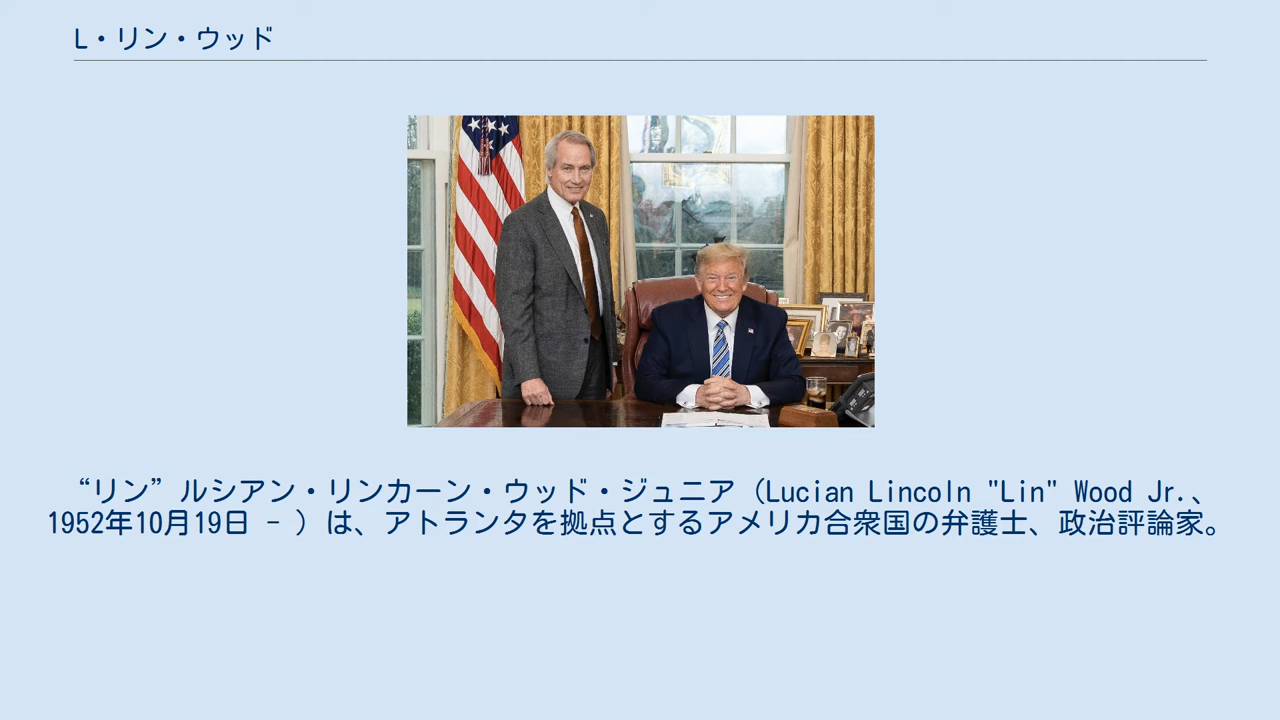 L・リン・ウッド
“リン”ルシアン・リンカーン・ウッド・ジュニア（Lucian Lincoln "Lin" Wood Jr.、
1952年10月19日 - ）は、アトランタを拠点とするアメリカ合衆国の弁護士、政治評論家。